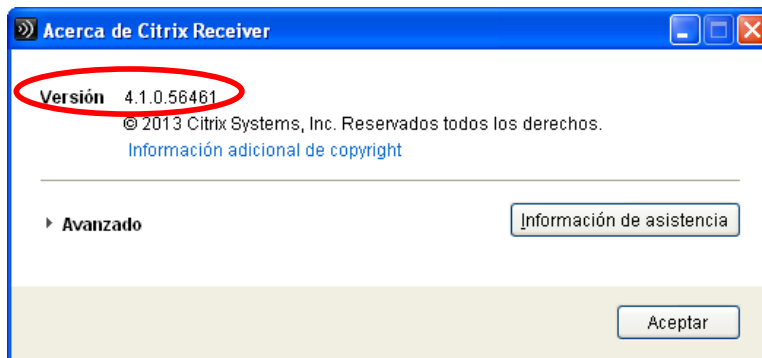 Acerca de Citrix Receiver
Versión 4.1.0.56461
© 2013 Citrix Systems, Inc. Reservados todos los derechos.
Información adicional de copyright
Avanzado
Información de asistencia
Aceptar